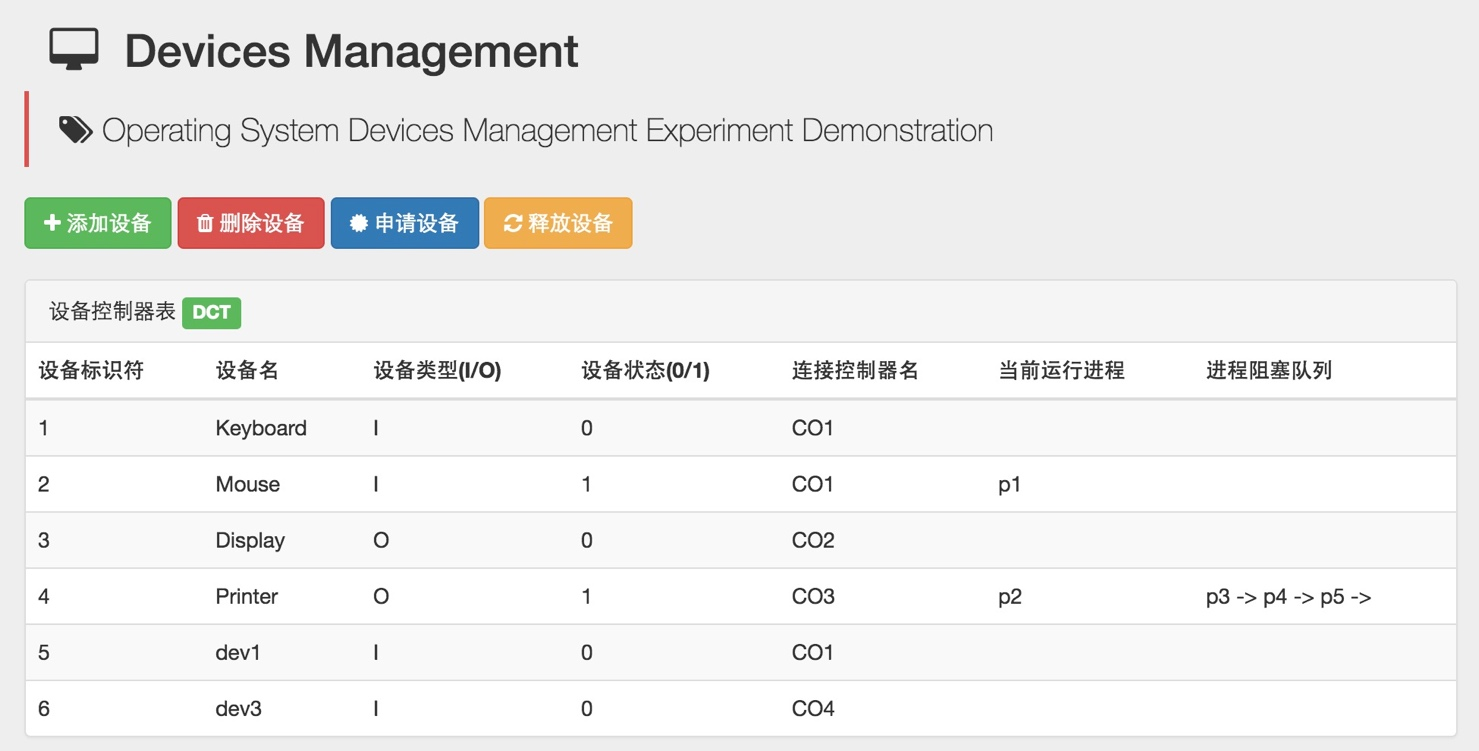 Devices Management
Operating System Devices Management Experiment Demonstration
添加设备 删除设备 申请设备 释放设备
设备控制器表 DCT
设备标识符 设备名 设备类型(I/O) 设备状态(0/1) 连接控制器名 当前运行进程 进程阻塞队列
1 Keyboard I 0 CO1
2 Mouse I 1 CO1 p1
3 Display O 0 CO2
4 Printer O 1 CO3 p2 p3 -> p4 -> p5 ->
5 dev1 I 0 CO1
6 dev3 I 0 CO4